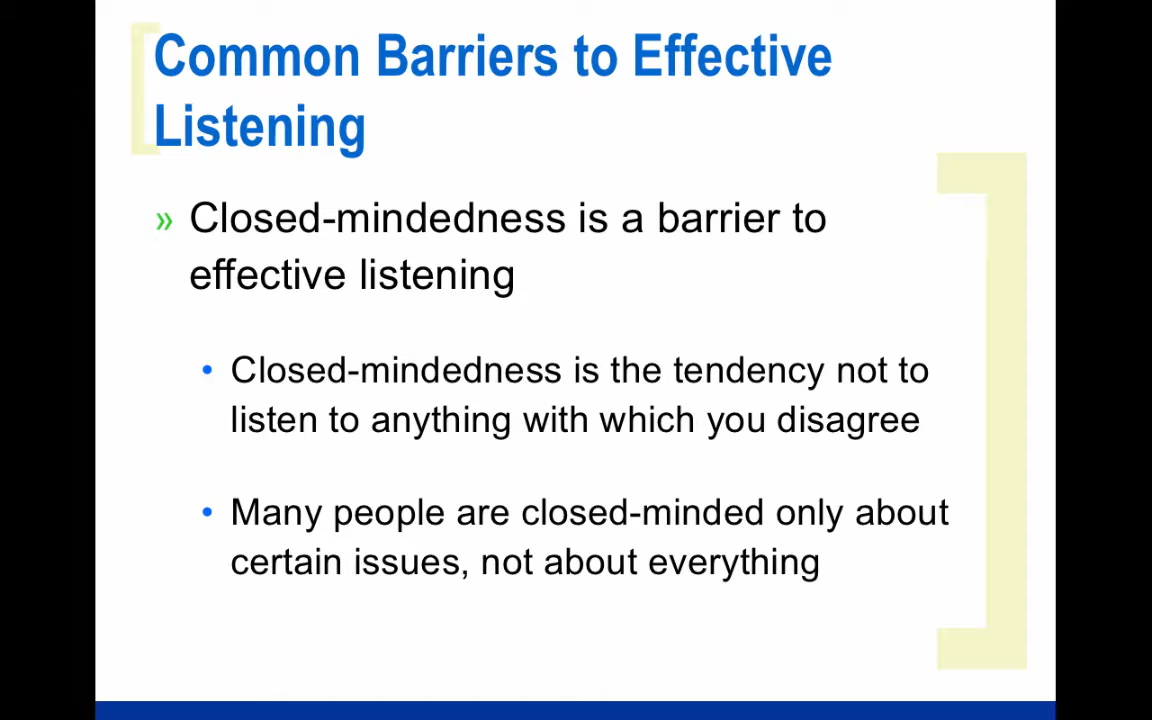 Common Barriers to Effective
Listening
» Closed-mindedness is a barrier to
effective listening
• Closed-mindedness is the tendency not to
listen to anything with which you disagree
• Many people are closed-minded only about
certain issues, not about everything